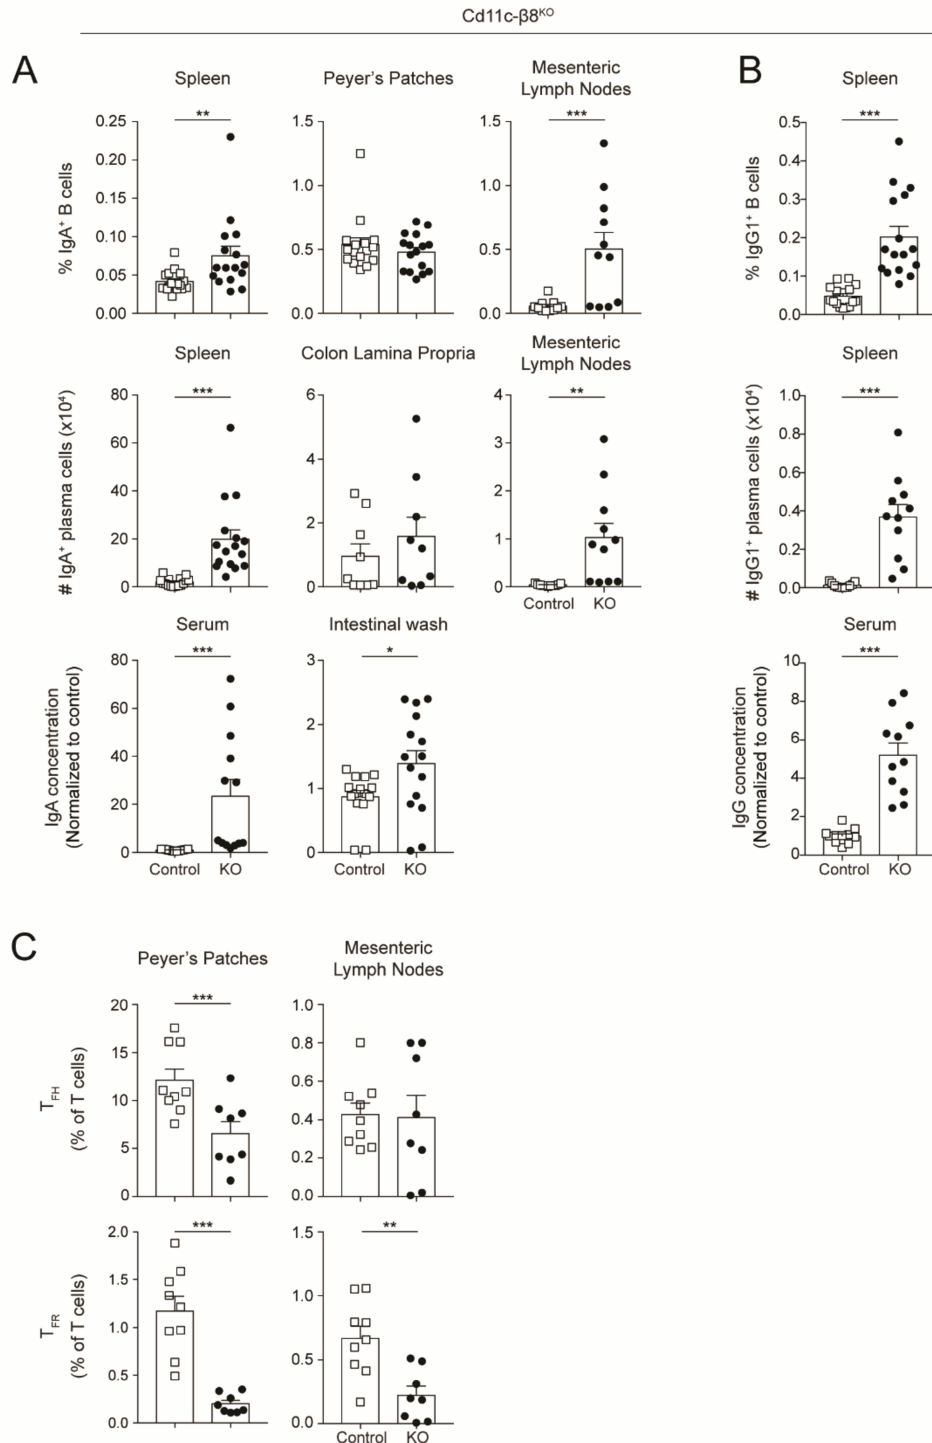 Cd11c-β8KO
A
B
Spleen
Peyer's Patches
Mesenteric
Lymph Nodes
Spleen
% IgA+ B cells
0.25
0.20
0.15
0.10
0.05
0.00
**
1.5
1.0
0.5
0.0
1.5
1.0
0.5
0.0
***
% IgG1+ B cells
0.5
0.4
0.3
0.2
0.1
0.0
***
Spleen
Colon Lamina Propria
Mesenteric
Lymph Nodes
Spleen
# IgA+ plasma cells (x10⁴)
80
60
40
20
0
***
6
4
2
0
4
3
2
1
0
**
Control KO
# IgG1+ plasma cells (x10⁴)
1.0
0.8
0.6
0.4
0.2
0.0
***
Serum
Intestinal wash
Serum
IgA concentration
(Normalized to control)
80
60
40
20
0
***
Control KO
3
2
1
0
*
Control KO
IgG concentration
(Normalized to control)
10
8
6
4
2
0
***
Control KO
C
Peyer's Patches
Mesenteric
Lymph Nodes
TFH
(% of T cells)
20
15
10
5
0
***
1.0
0.8
0.6
0.4
0.2
0.0
TFR
(% of T cells)
2.0
1.5
1.0
0.5
0.0
***
1.5
1.0
0.5
0.0
**
Control KO